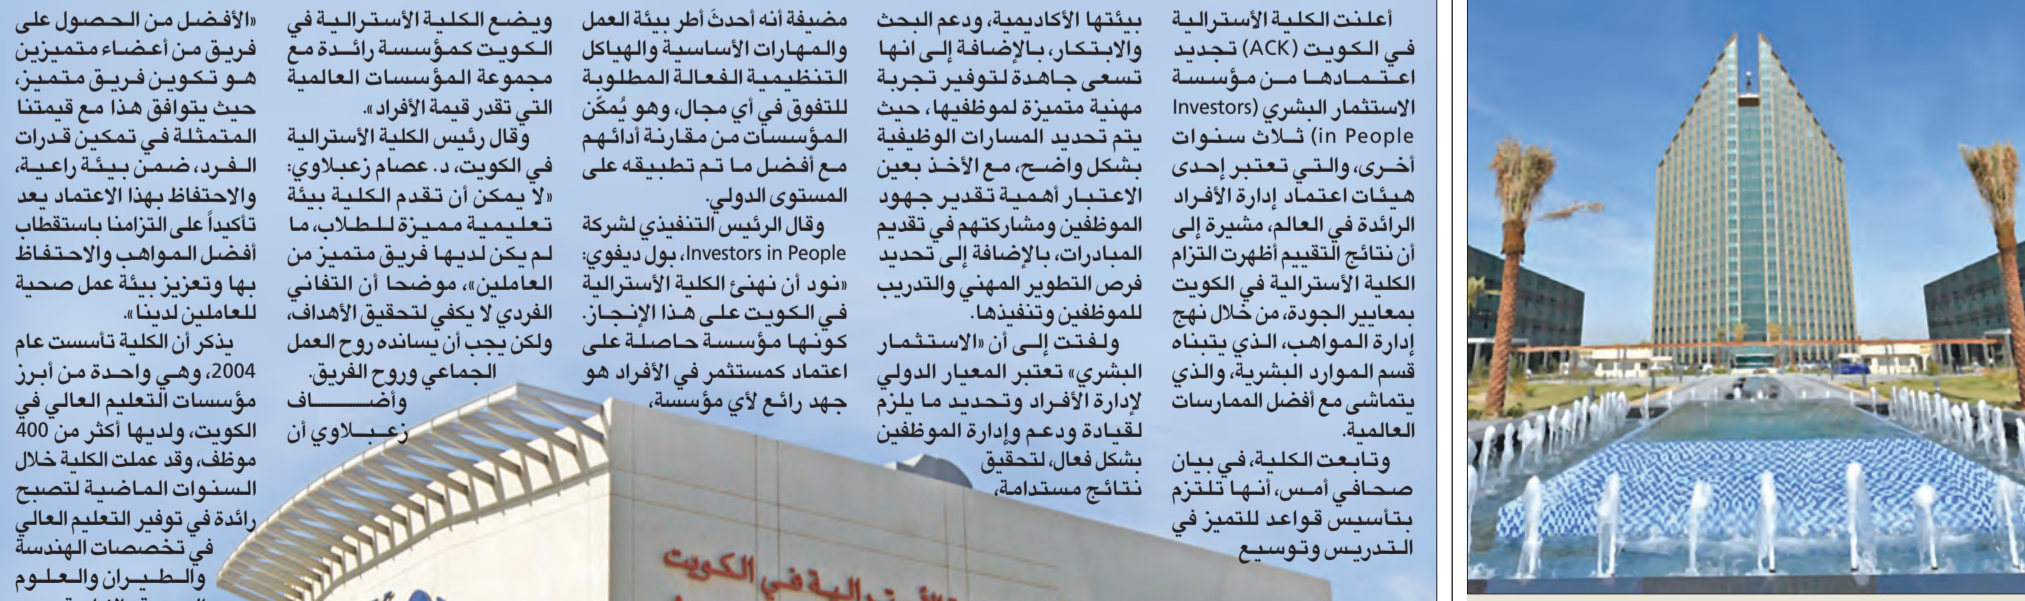 أعلنت الكلية الأسترالية
في الكويت (ACK) تجديد
اعتمادها من مؤسسة
الاستثمار البشري (Investors
in People) ثلاث سنوات
أخرى، والتي تعتبر إحدى
هيئات اعتماد إدارة الأفراد
الرائدة في العالم، مشيرة إلى
أن نتائج التقييم أظهرت التزام
الكلية الأسترالية في الكويت
بمعايير الجودة، من خلال نهج
إدارة المواهب، الذي يتبناه
قسم الموارد البشرية، والذي
يتماشى مع أفضل الممارسات
العالمية.
وتابعت الكلية، في بيان
صحافي أمس، أنها تلتزم
بتأسيس قواعد للتميز في
التدريس وتوسيع
بيئتها الأكاديمية، ودعم البحث
والابتكار، بالإضافة إلى انها
تسعى جاهدة لتوفير تجربة
مهنية متميزة لموظفيها، حيث
يتم تحديد المسارات الوظيفية
بشكل واضح، مع الأخذ بعين
الاعتبار أهمية تقدير جهود
الموظفين ومشاركتهم في تقديم
المبادرات، بالإضافة إلى تحديد
فرص التطوير المهني والتدريب
للموظفين وتنفيذها.
ولفتت إلى أن «الاستثمار
البشري» تعتبر المعيار الدولي
لإدارة الأفراد وتحديد ما يلزم
لقيادة ودعم وإدارة الموظفين
بشكل فعال، لتحقيق
نتائج مستدامة،
مضيفة أنه أحدثَ أطر بيئة العمل
والمهارات الأساسية والهياكل
التنظيمية الفعالة المطلوبة
للتفوق في أي مجال، وهو يُمكّن
المؤسسات من مقارنة أدائهم
مع أفضل ما تم تطبيقه على
المستوى الدولي.
وقال الرئيس التنفيذي لشركة
Investors in People، بول ديفوي:
«نود أن نهنئ الكلية الأسترالية
في الكويت على هذا الإنجاز.
كونها مؤسسة حاصلة على
اعتماد كمستثمر في الأفراد هو
جهد رائع لأي مؤسسة،
ويضع الكلية الأسترالية في
الكويت كمؤسسة رائدة مع
مجموعة المؤسسات العالمية
التي تقدر قيمة الأفراد».
وقال رئيس الكلية الأسترالية
في الكويت، د. عصام زعبلاوي:
«لا يمكن أن تقدم الكلية بيئة
تعليمية مميزة للطلاب، ما
لم يكن لديها فريق متميز من
العاملين»، موضحا أن التفاني
الفردي لا يكفي لتحقيق الأهداف،
ولكن يجب أن يسانده روح العمل
الجماعي وروح الفريق.
وأضاف
زعبلاوي أن
«الأفضل من الحصول على
فريق من أعضاء متميزين
هو تكوين فريق متميز،
حيث يتوافق هذا مع قيمتنا
المتمثلة في تمكين قدرات
الفرد، ضمن بيئة راعية،
والاحتفاظ بهذا الاعتماد يعد
تأكيداً على التزامنا باستقطاب
أفضل المواهب والاحتفاظ
بها وتعزيز بيئة عمل صحية
للعاملين لدينا».
يذكر أن الكلية تأسست عام
2004، وهي واحدة من أبرز
مؤسسات التعليم العالي في
الكويت، ولديها أكثر من 400
موظف، وقد عملت الكلية خلال
السنوات الماضية لتصبح
رائدة في توفير التعليم العالي
في تخصصات الهندسة
والطيران والعلوم
في الكويت